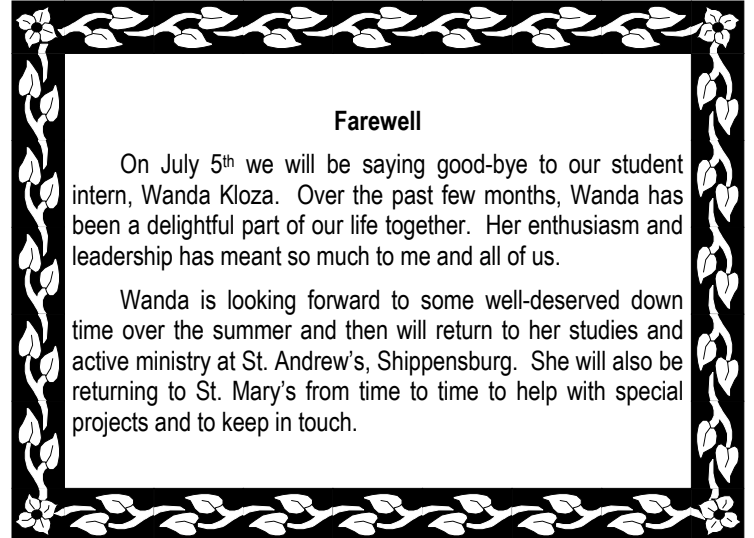 Farewell
On July 5th we will be saying good-bye to our student
intern, Wanda Kloza.  Over the past few months, Wanda has
been a delightful part of our life together.  Her enthusiasm and
leadership has meant so much to me and all of us.
Wanda is looking forward to some well-deserved down
time over the summer and then will return to her studies and
active ministry at St. Andrew’s, Shippensburg.  She will also be
returning to St. Mary’s from time to time to help with special
projects and to keep in touch.